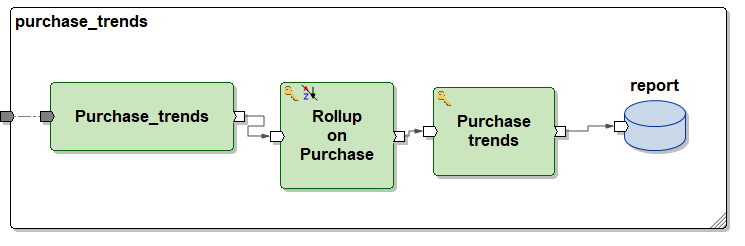 purchase_trends
Purchase_trends
Rollup
on
Purchase
Purchase
trends
report